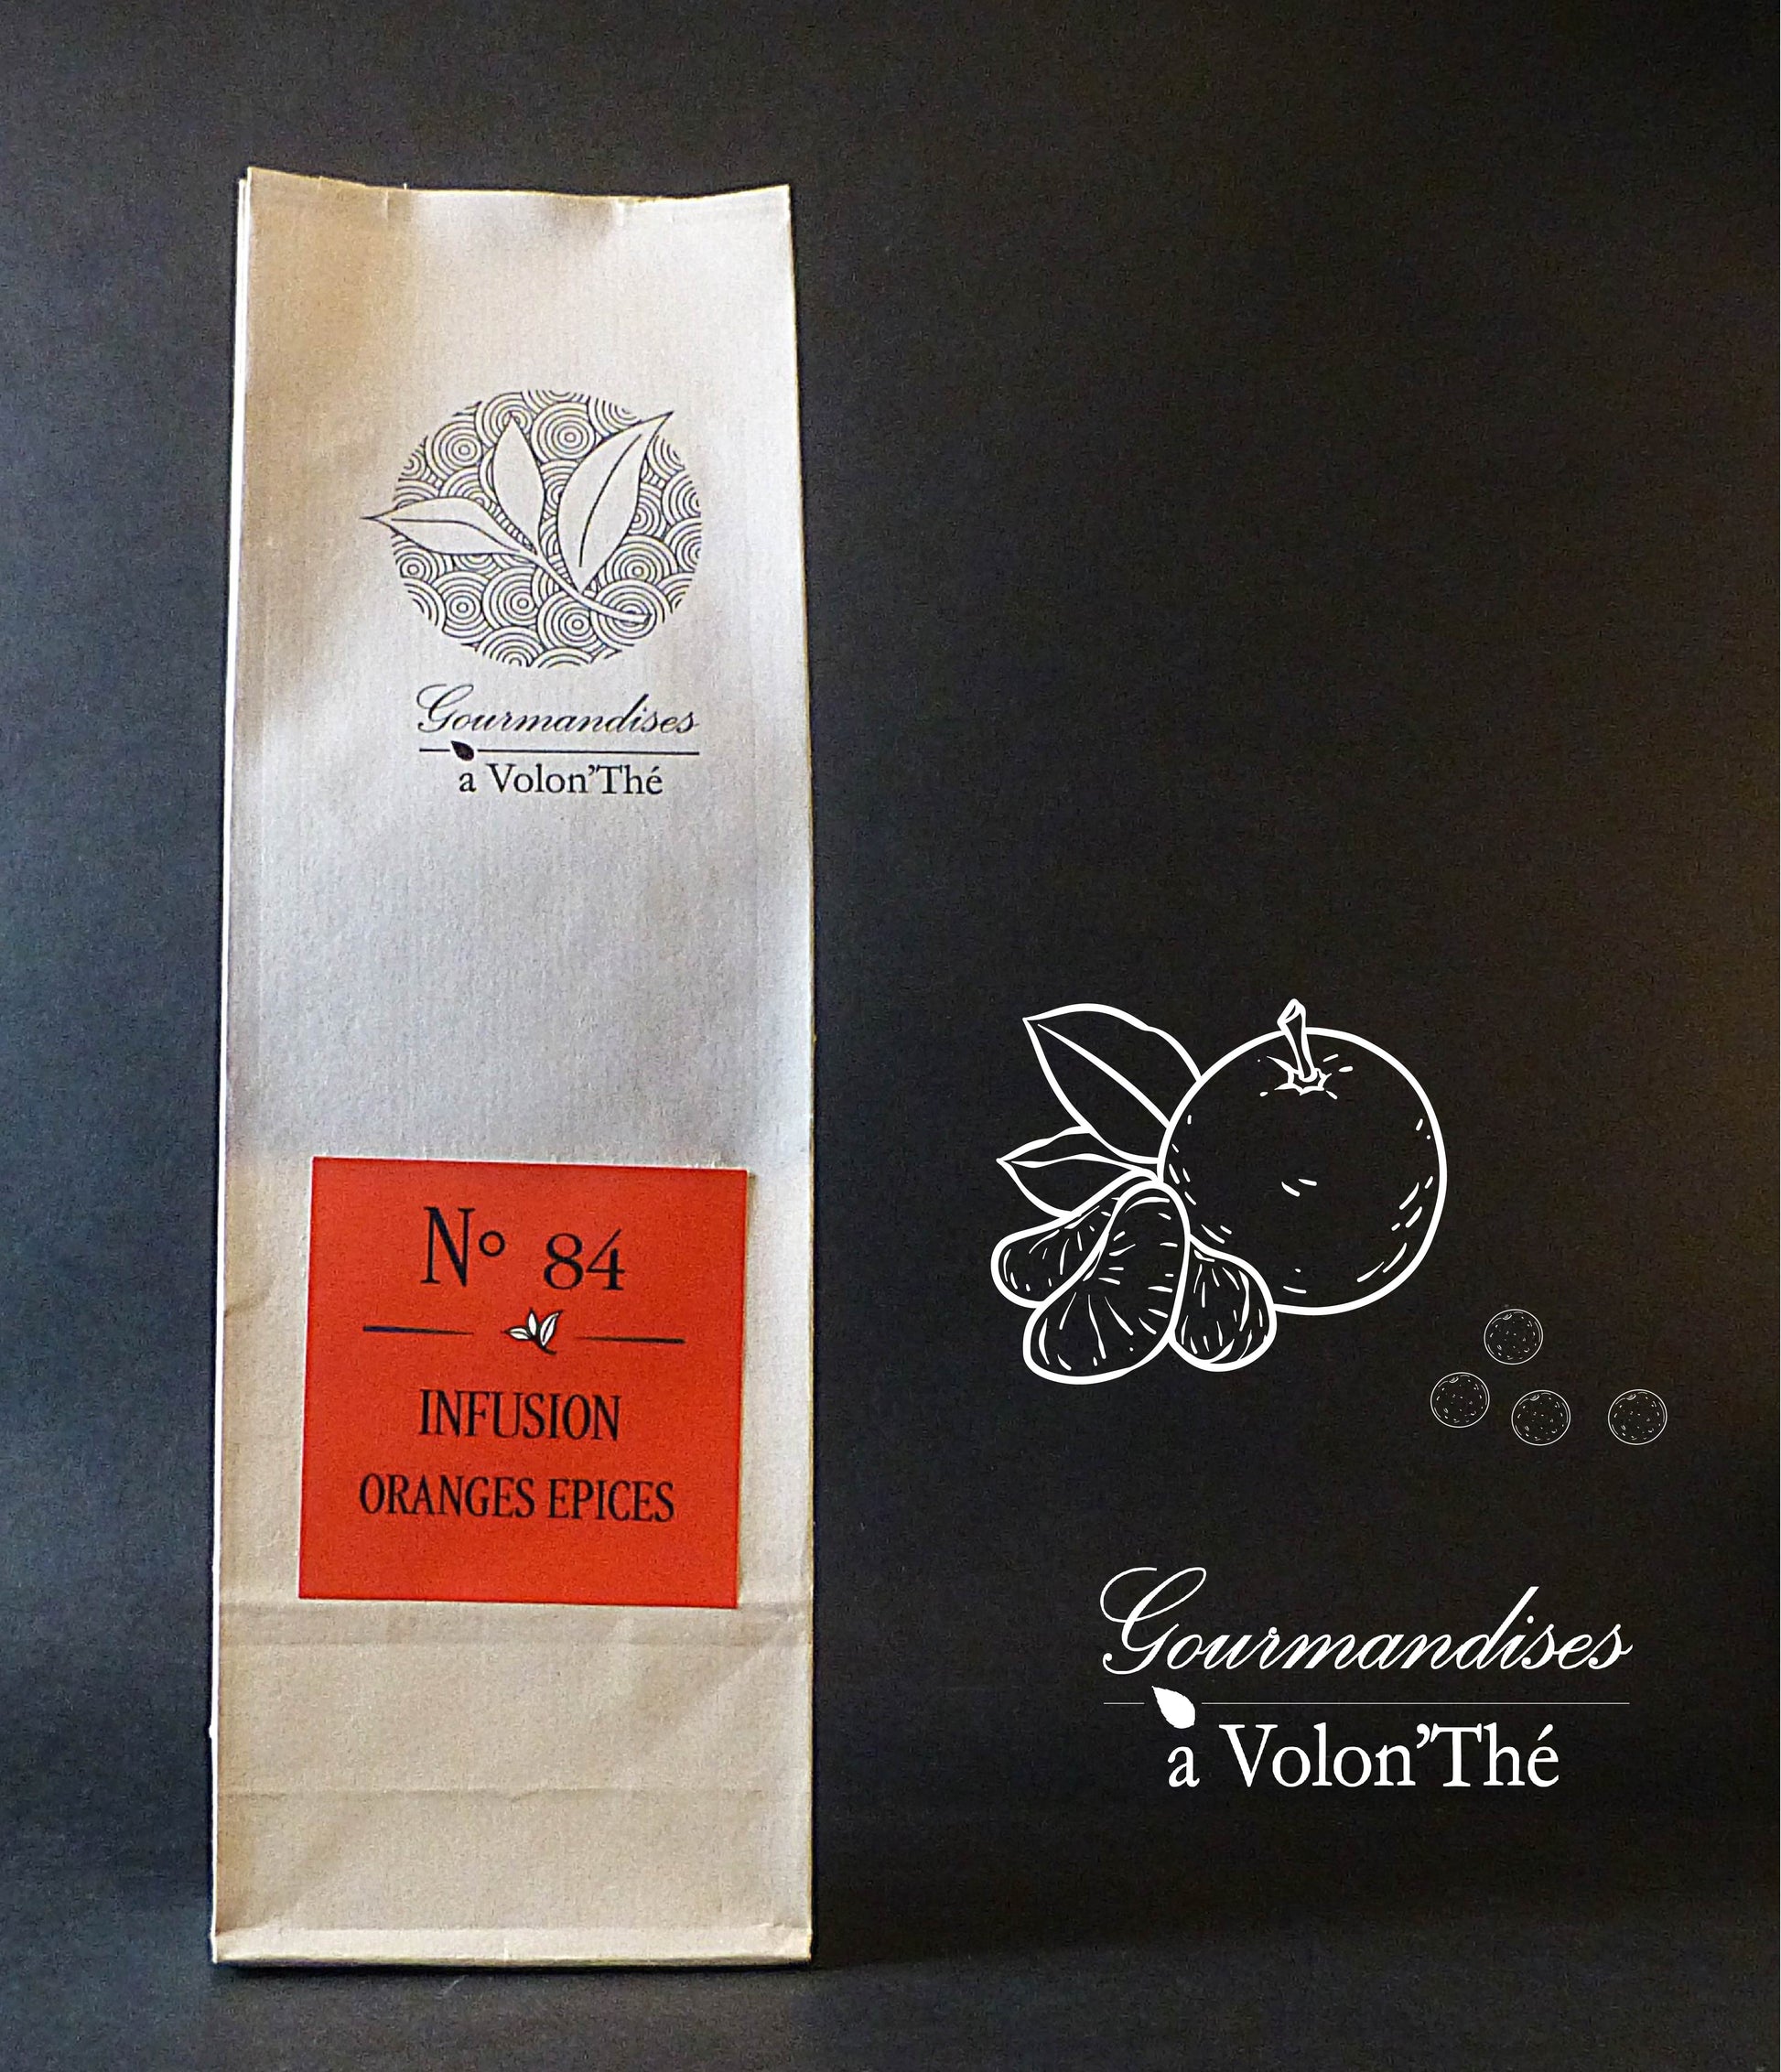 Gourmandises
a Volon’Thé
N° 84
INFUSION
ORANGES EPICES
Gourmandises
a Volon’Thé